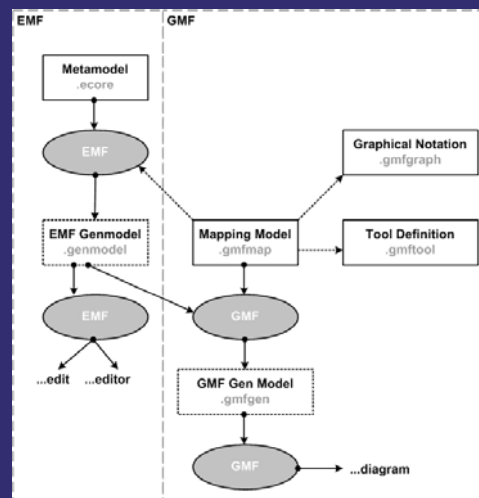 EMF
GMF
Metamodel
.ecore
EMF
Graphical Notation
.gmfgraph
EMF Genmodel
.genmodel
Mapping Model
.gmfmap
Tool Definition
.gmftool
EMF
GMF
...edit
...editor
GMF Gen Model
.gmfgen
GMF
...diagram